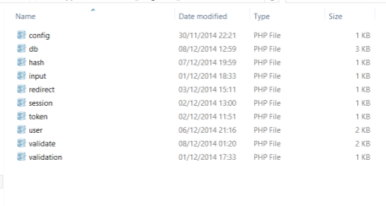 Name Date modified Type Size
config 30/11/2014 22:21 PHP File 1 KB
db 08/12/2014 12:59 PHP File 3 KB
hash 07/12/2014 19:59 PHP File 1 KB
input 01/12/2014 18:33 PHP File 1 KB
redirect 03/12/2014 15:11 PHP File 1 KB
session 02/12/2014 13:00 PHP File 1 KB
token 02/12/2014 11:51 PHP File 1 KB
user 06/12/2014 21:16 PHP File 2 KB
validate 08/12/2014 01:20 PHP File 2 KB
validation 01/12/2014 17:33 PHP File 1 KB